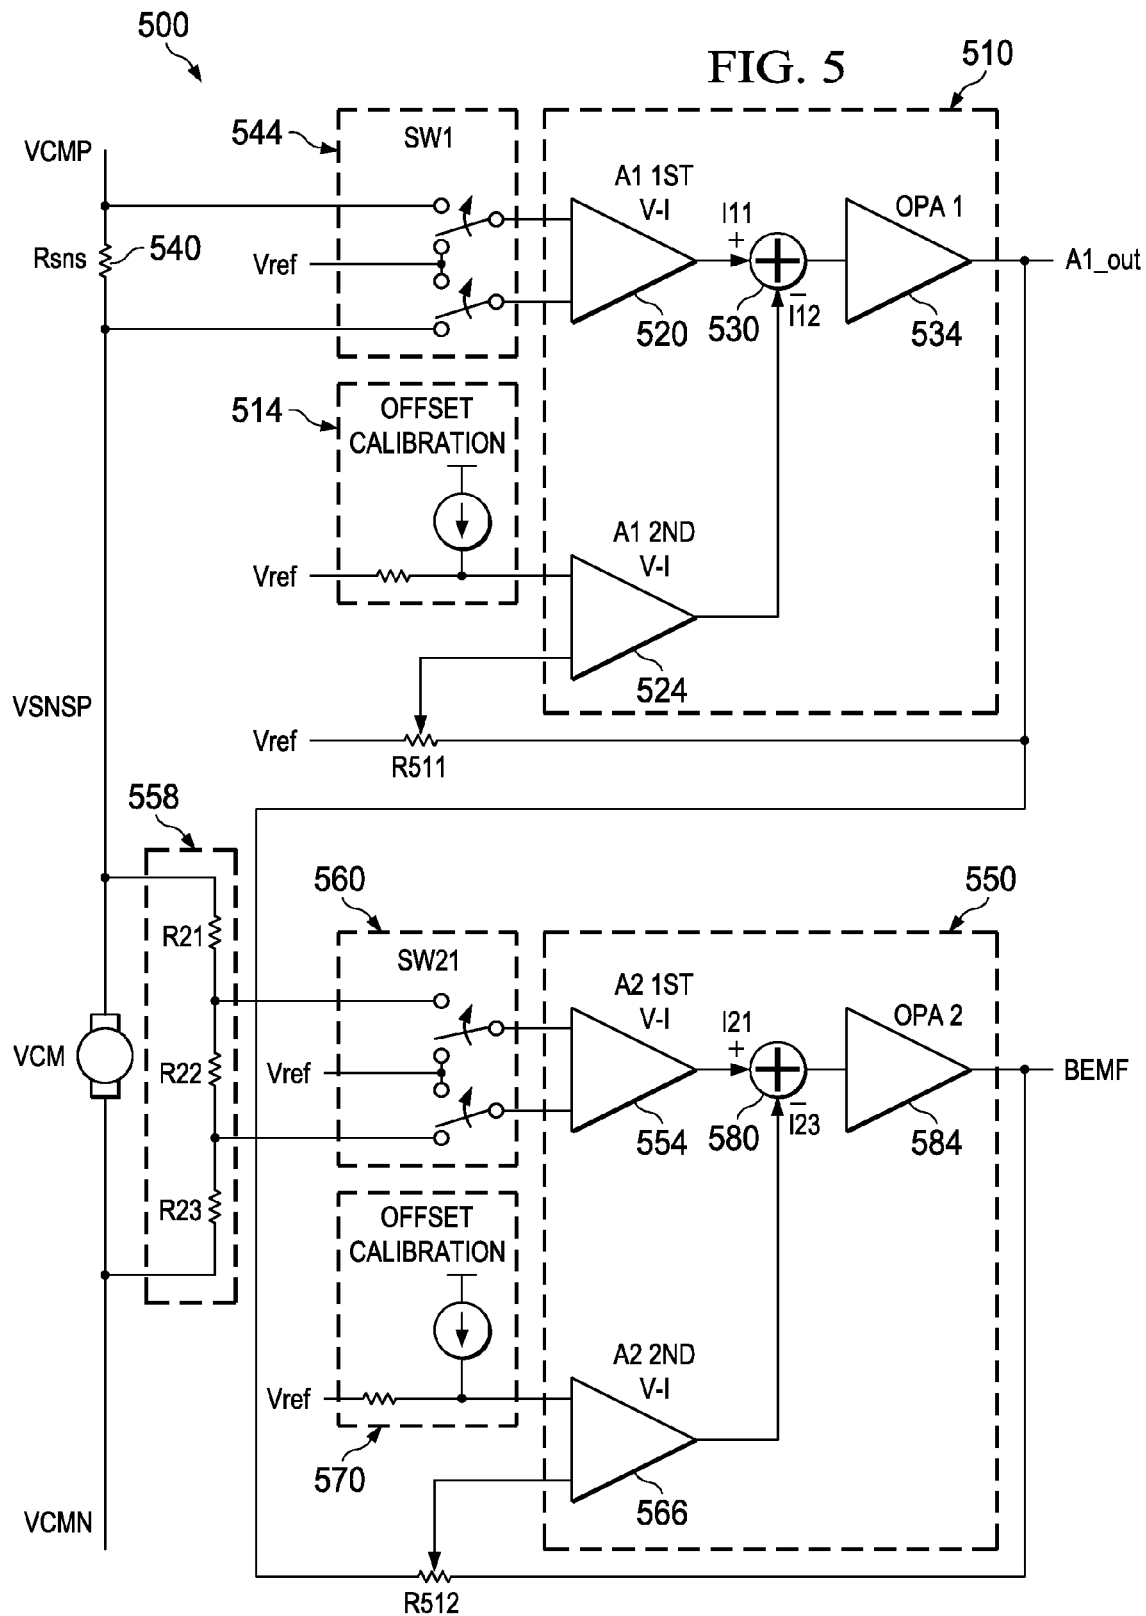 500
FIG. 5
510
544
SW1
VCMP
A1 1ST
V-I
OPA 1
I11
+
Rsns
540
Vref
A1_out
520
530
–
I12
534
514
OFFSET
CALIBRATION
A1 2ND
V-I
Vref
524
VSNSP
Vref
R511
558
560
550
R21
SW21
A2 1ST
V-I
OPA 2
I21
+
VCM
R22
Vref
BEMF
554
580
–
I23
584
R23
OFFSET
CALIBRATION
A2 2ND
V-I
Vref
570
566
VCMN
R512